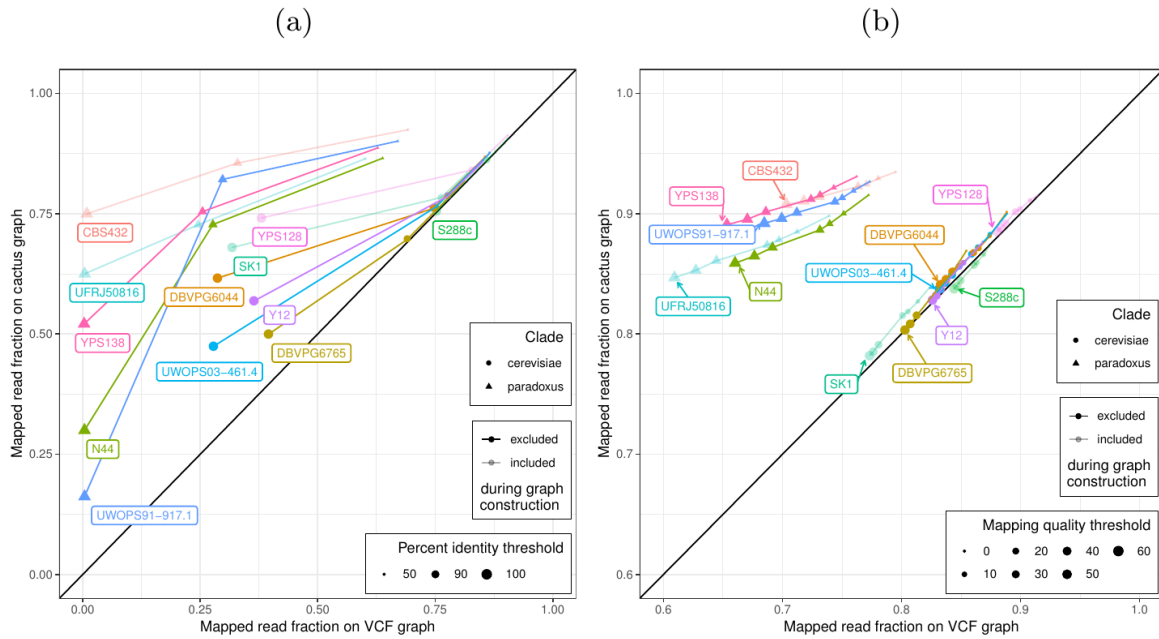 (a)
Mapped read fraction on cactus graph
1.00
0.75
0.50
0.25
0.00
0.00
0.25
0.50
0.75
1.00
Mapped read fraction on VCF graph
CBS432
UFRJ50816
YPS138
N44
UWOPS91−917.1
YPS128
SK1
DBVPG6044
Y12
UWOPS03−461.4
DBVPG6765
S288c
Clade
cerevisiae
paradoxus
excluded
included
during graph
construction
Percent identity threshold
50 90 100
(b)
Mapped read fraction on cactus graph
1.0
0.9
0.8
0.7
0.6
0.6
0.7
0.8
0.9
1.0
Mapped read fraction on VCF graph
CBS432
YPS138
UWOPS91−917.1
UFRJ50816
N44
YPS128
DBVPG6044
UWOPS03−461.4
S288c
Y12
DBVPG6765
SK1
Clade
cerevisiae
paradoxus
excluded
included
during graph
construction
Mapping quality threshold
0 20 40 60
10 30 50